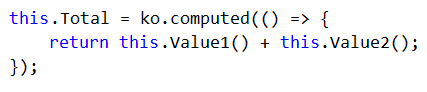 this.Total = ko.computed(() => {
    return this.Value1() + this.Value2();
});